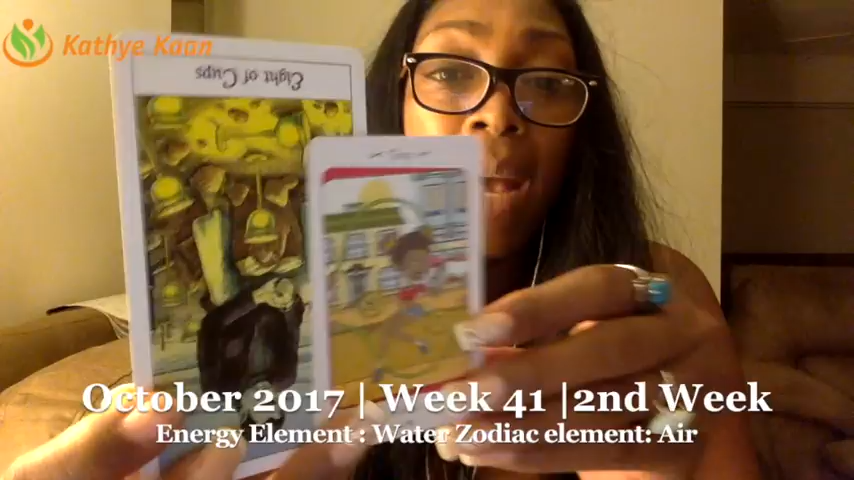 Kathye Kaan
Eight of Cups
October 2017 | Week 41 |2nd Week
Energy Element : Water Zodiac element: Air